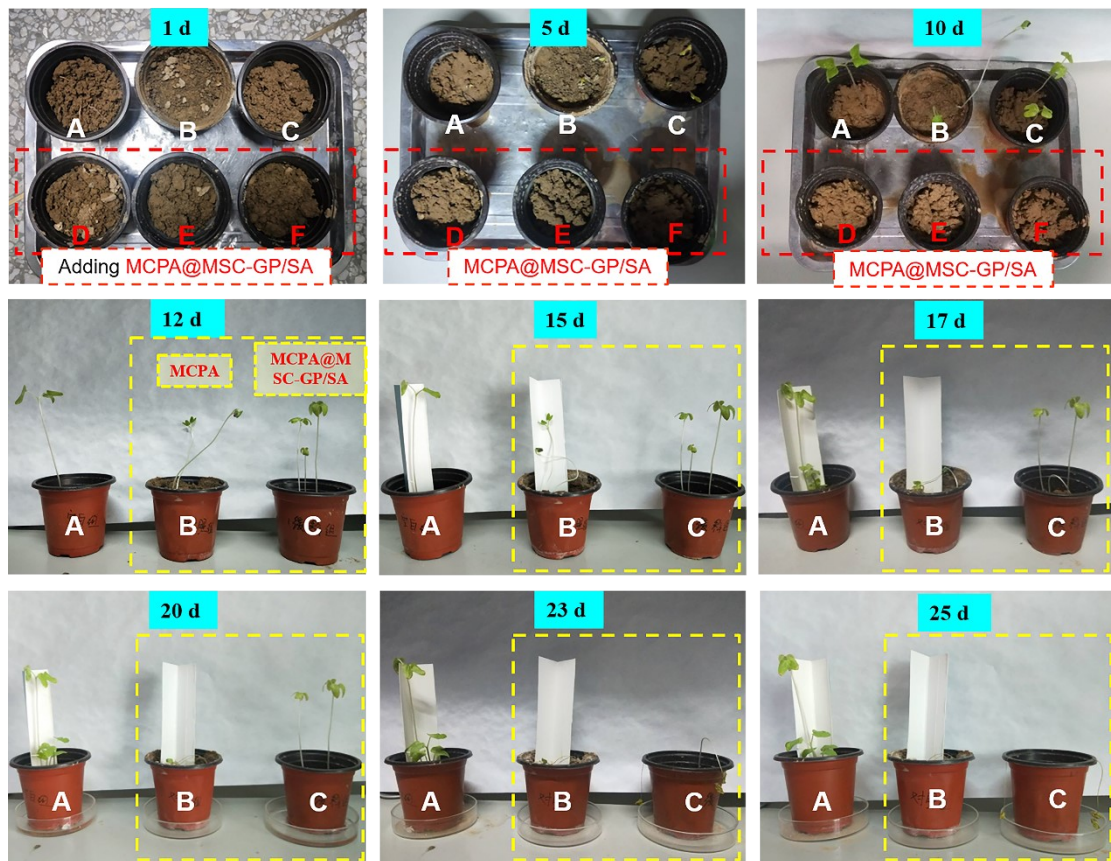 1 d
A
B
C
D
E
F
Adding MCPA@MSC-GP/SA
5 d
A
B
C
D
E
F
MCPA@MSC-GP/SA
10 d
A
B
C
D
E
F
MCPA@MSC-GP/SA
12 d
MCPA
MCPA@M
SC-GP/SA
A
B
C
15 d
A
B
C
17 d
A
B
C
20 d
A
B
C
23 d
A
B
C
25 d
A
B
C